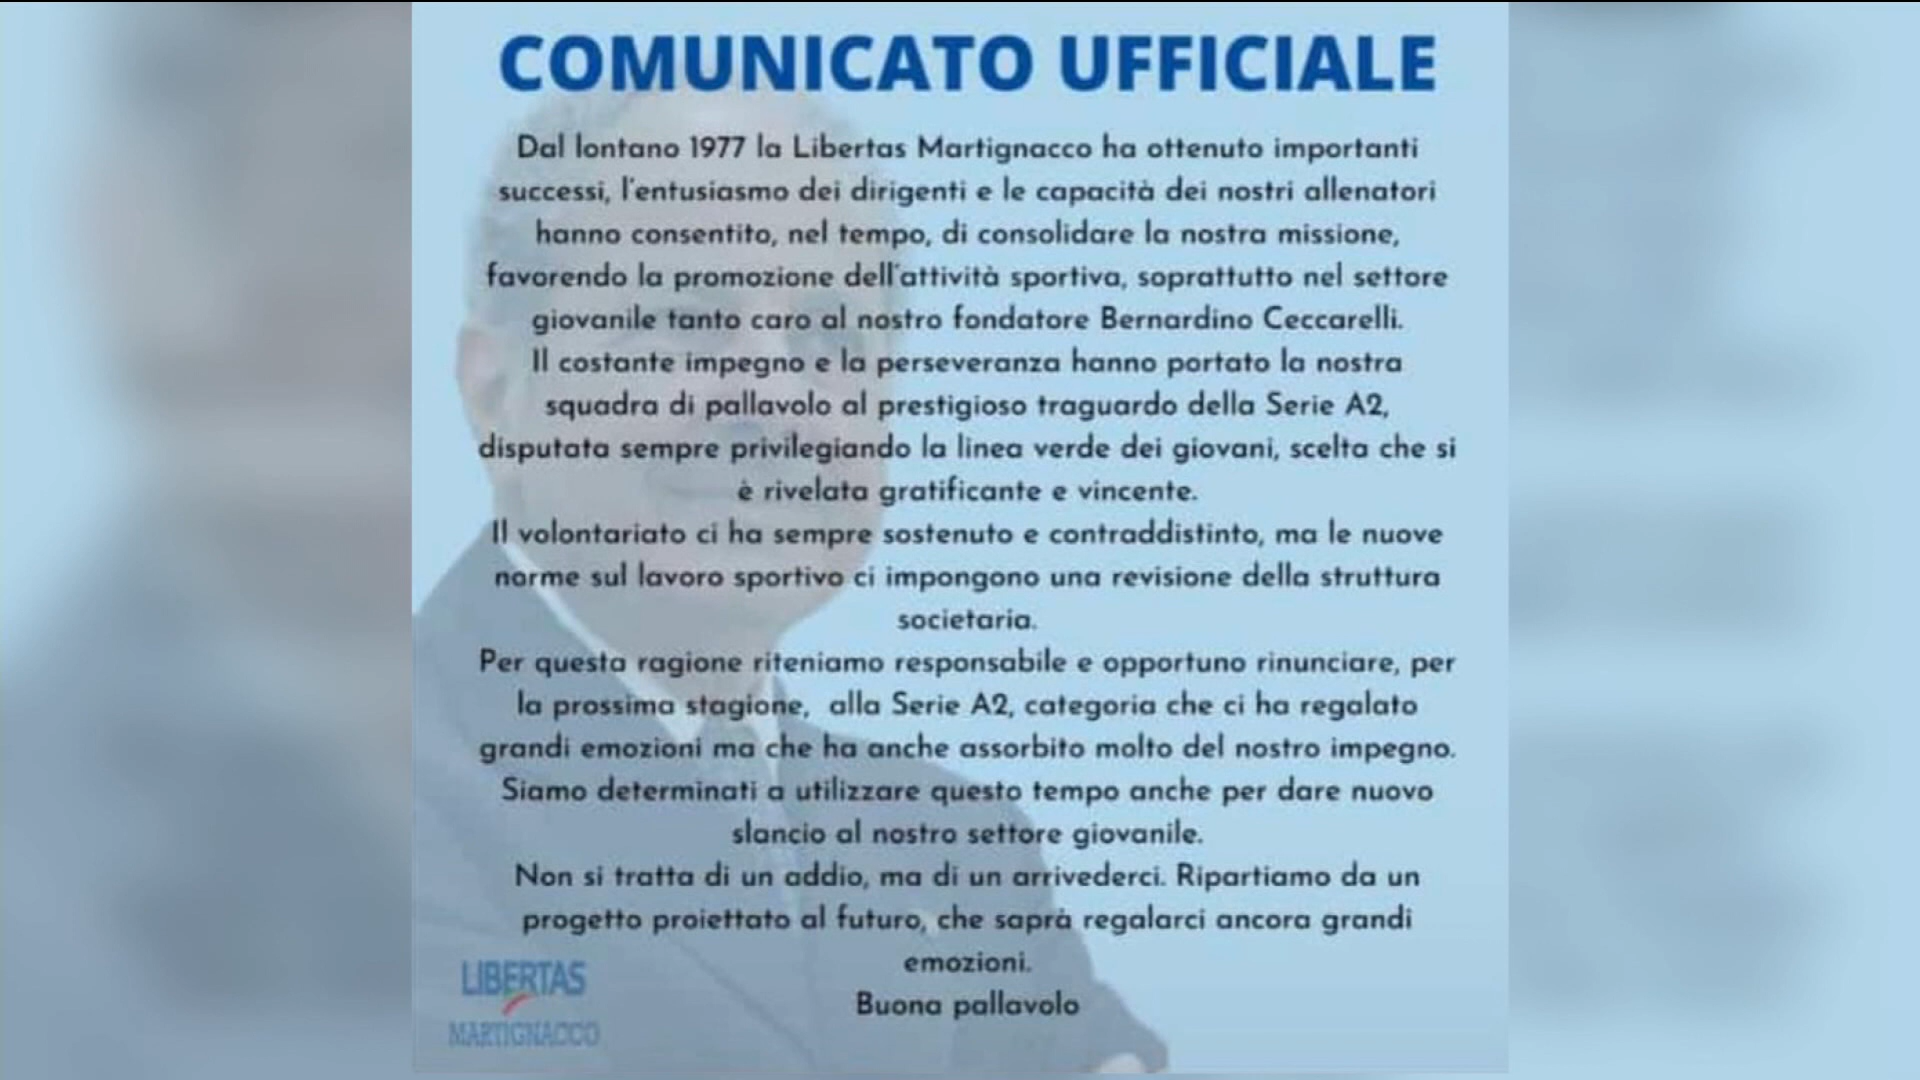 COMUNICATO UFFICIALE
Dal lontano 1977 la Libertas Martignacco ha ottenuto importanti
successi, l'entusiasmo dei dirigenti e le capacità dei nostri allenatori
hanno consentito, nel tempo, di consolidare la nostra missione,
favorendo la promozione dell'attività sportiva, soprattutto nel settore
giovanile tanto caro al nostro fondatore Bernardino Ceccarelli.
Il costante impegno e la perseveranza hanno portato la nostra
squadra di pallavolo al prestigioso traguardo della Serie A2,
disputata sempre privilegiando la linea verde dei giovani, scelta che si
è rivelata gratificante e vincente.
Il volontariato ci ha sempre sostenuto e contraddistinto, ma le nuove
norme sul lavoro sportivo ci impongono una revisione della struttura
societaria.
Per questa ragione riteniamo responsabile e opportuno rinunciare, per
la prossima stagione, alla Serie A2, categoria che ci ha regalato
grandi emozioni ma che ha anche assorbito molto del nostro impegno.
Siamo determinati a utilizzare questo tempo anche per dare nuovo
slancio al nostro settore giovanile.
Non si tratta di un addio, ma di un arrivederci. Ripartiamo da un
progetto proiettato al futuro, che saprà regalarci ancora grandi
emozioni.
Buona pallavolo
LIBERTAS
MARTIGNACCO